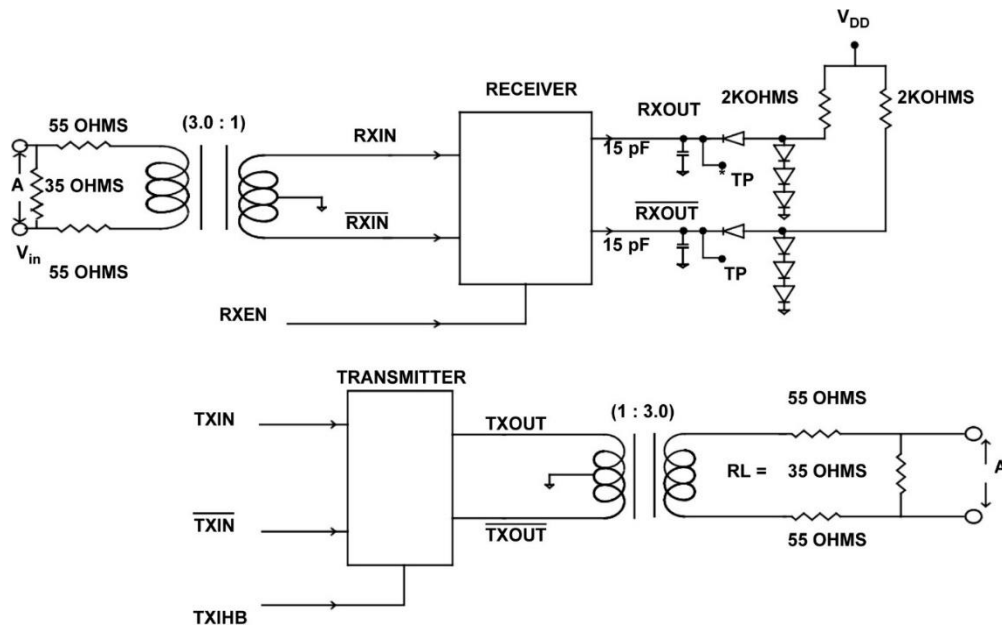 V_DD
RECEIVER
2KOHMS
2KOHMS
RXOUT
55 OHMS
(3.0 : 1)
RXIN
15 pF
* TP
A
35 OHMS
RXIN
RXOUT
15 pF
TP
V_in
55 OHMS
RXEN
TRANSMITTER
TXIN
TXOUT
(1 : 3.0)
55 OHMS
RL = 35 OHMS
A
TXIN
TXOUT
55 OHMS
TXIHB